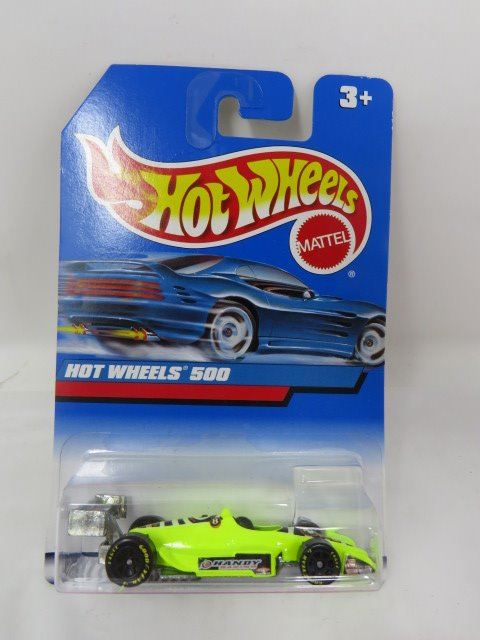 3+
HOT WHEELS
MATTEL
®
HOT WHEELS® 500
HANDY